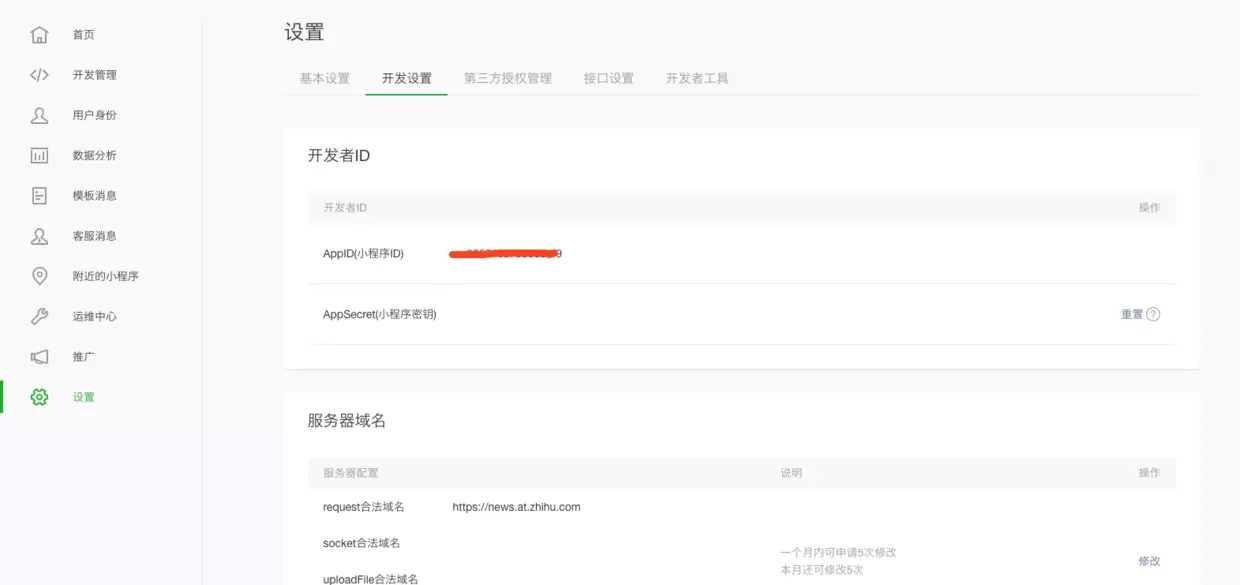 首页
开发管理
用户身份
数据分析
模板消息
客服消息
附近的小程序
运维中心
推广
设置
设置
基本设置 开发设置 第三方授权管理 接口设置 开发者工具
开发者ID
开发者ID 操作
AppID(小程序ID)
AppSecret(小程序密钥) 重置 ?
服务器域名
服务器配置 说明 操作
request合法域名 https://news.at.zhihu.com
socket合法域名
一个月内可申请5次修改
本月还可修改5次
修改
uploadFile合法域名